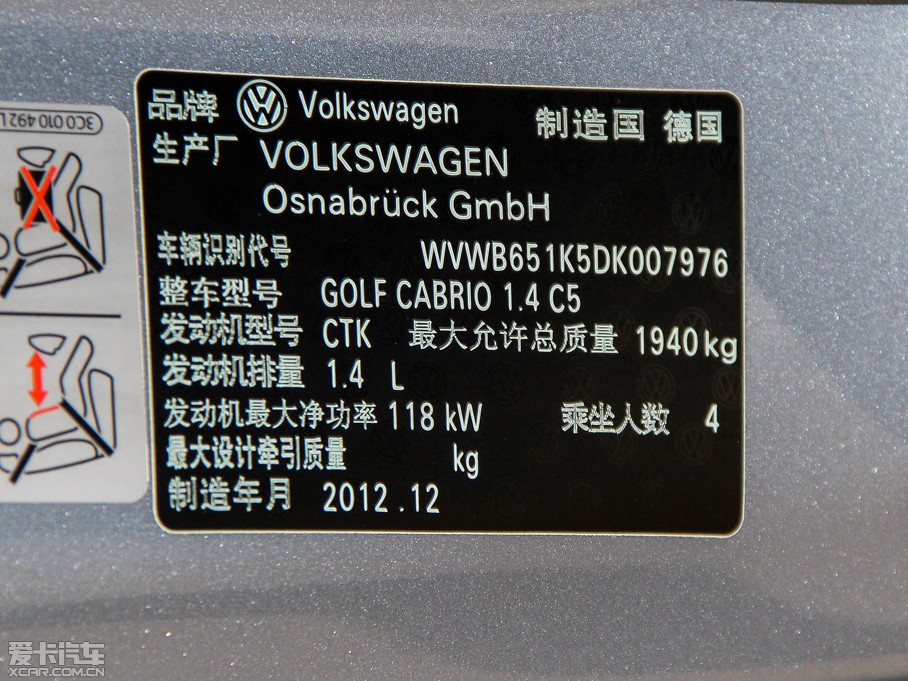 3C0 010 492
品牌 Volkswagen 制造国 德国
生产厂 VOLKSWAGEN
Osnabrück GmbH
车辆识别代号 WVWB651K5DK007976
整车型号 GOLF CABRIO 1.4 C5
发动机型号 CTK 最大允许总质量 1940kg
发动机排量 1.4 L
发动机最大净功率 118 kW 乘坐人数 4
最大设计牵引质量 kg
制造年月 2012.12
爱卡汽车
XCAR.COM.CN